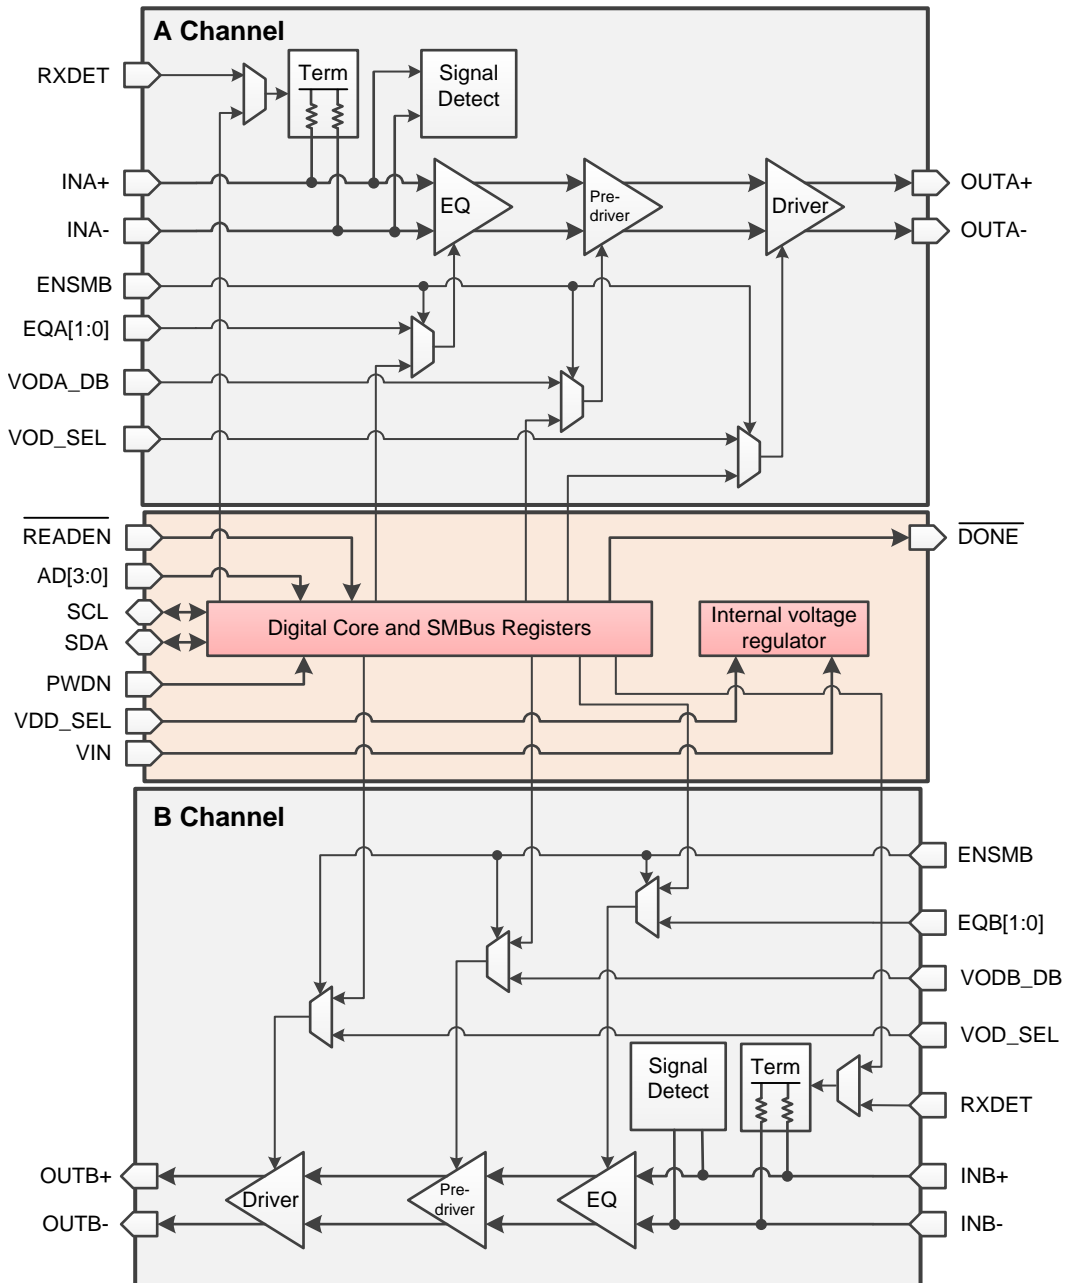 A Channel
RXDET
Term
Signal
Detect
INA+
INA-
EQ
Pre-
driver
Driver
OUTA+
OUTA-
ENSMB
EQA[1:0]
VODA_DB
VOD_SEL
READEN
AD[3:0]
SCL
SDA
PWDN
VDD_SEL
VIN
Digital Core and SMBus Registers
Internal voltage
regulator
DONE
B Channel
ENSMB
EQB[1:0]
VODB_DB
VOD_SEL
RXDET
Signal
Detect
Term
INB+
INB-
EQ
Pre-
driver
Driver
OUTB+
OUTB-